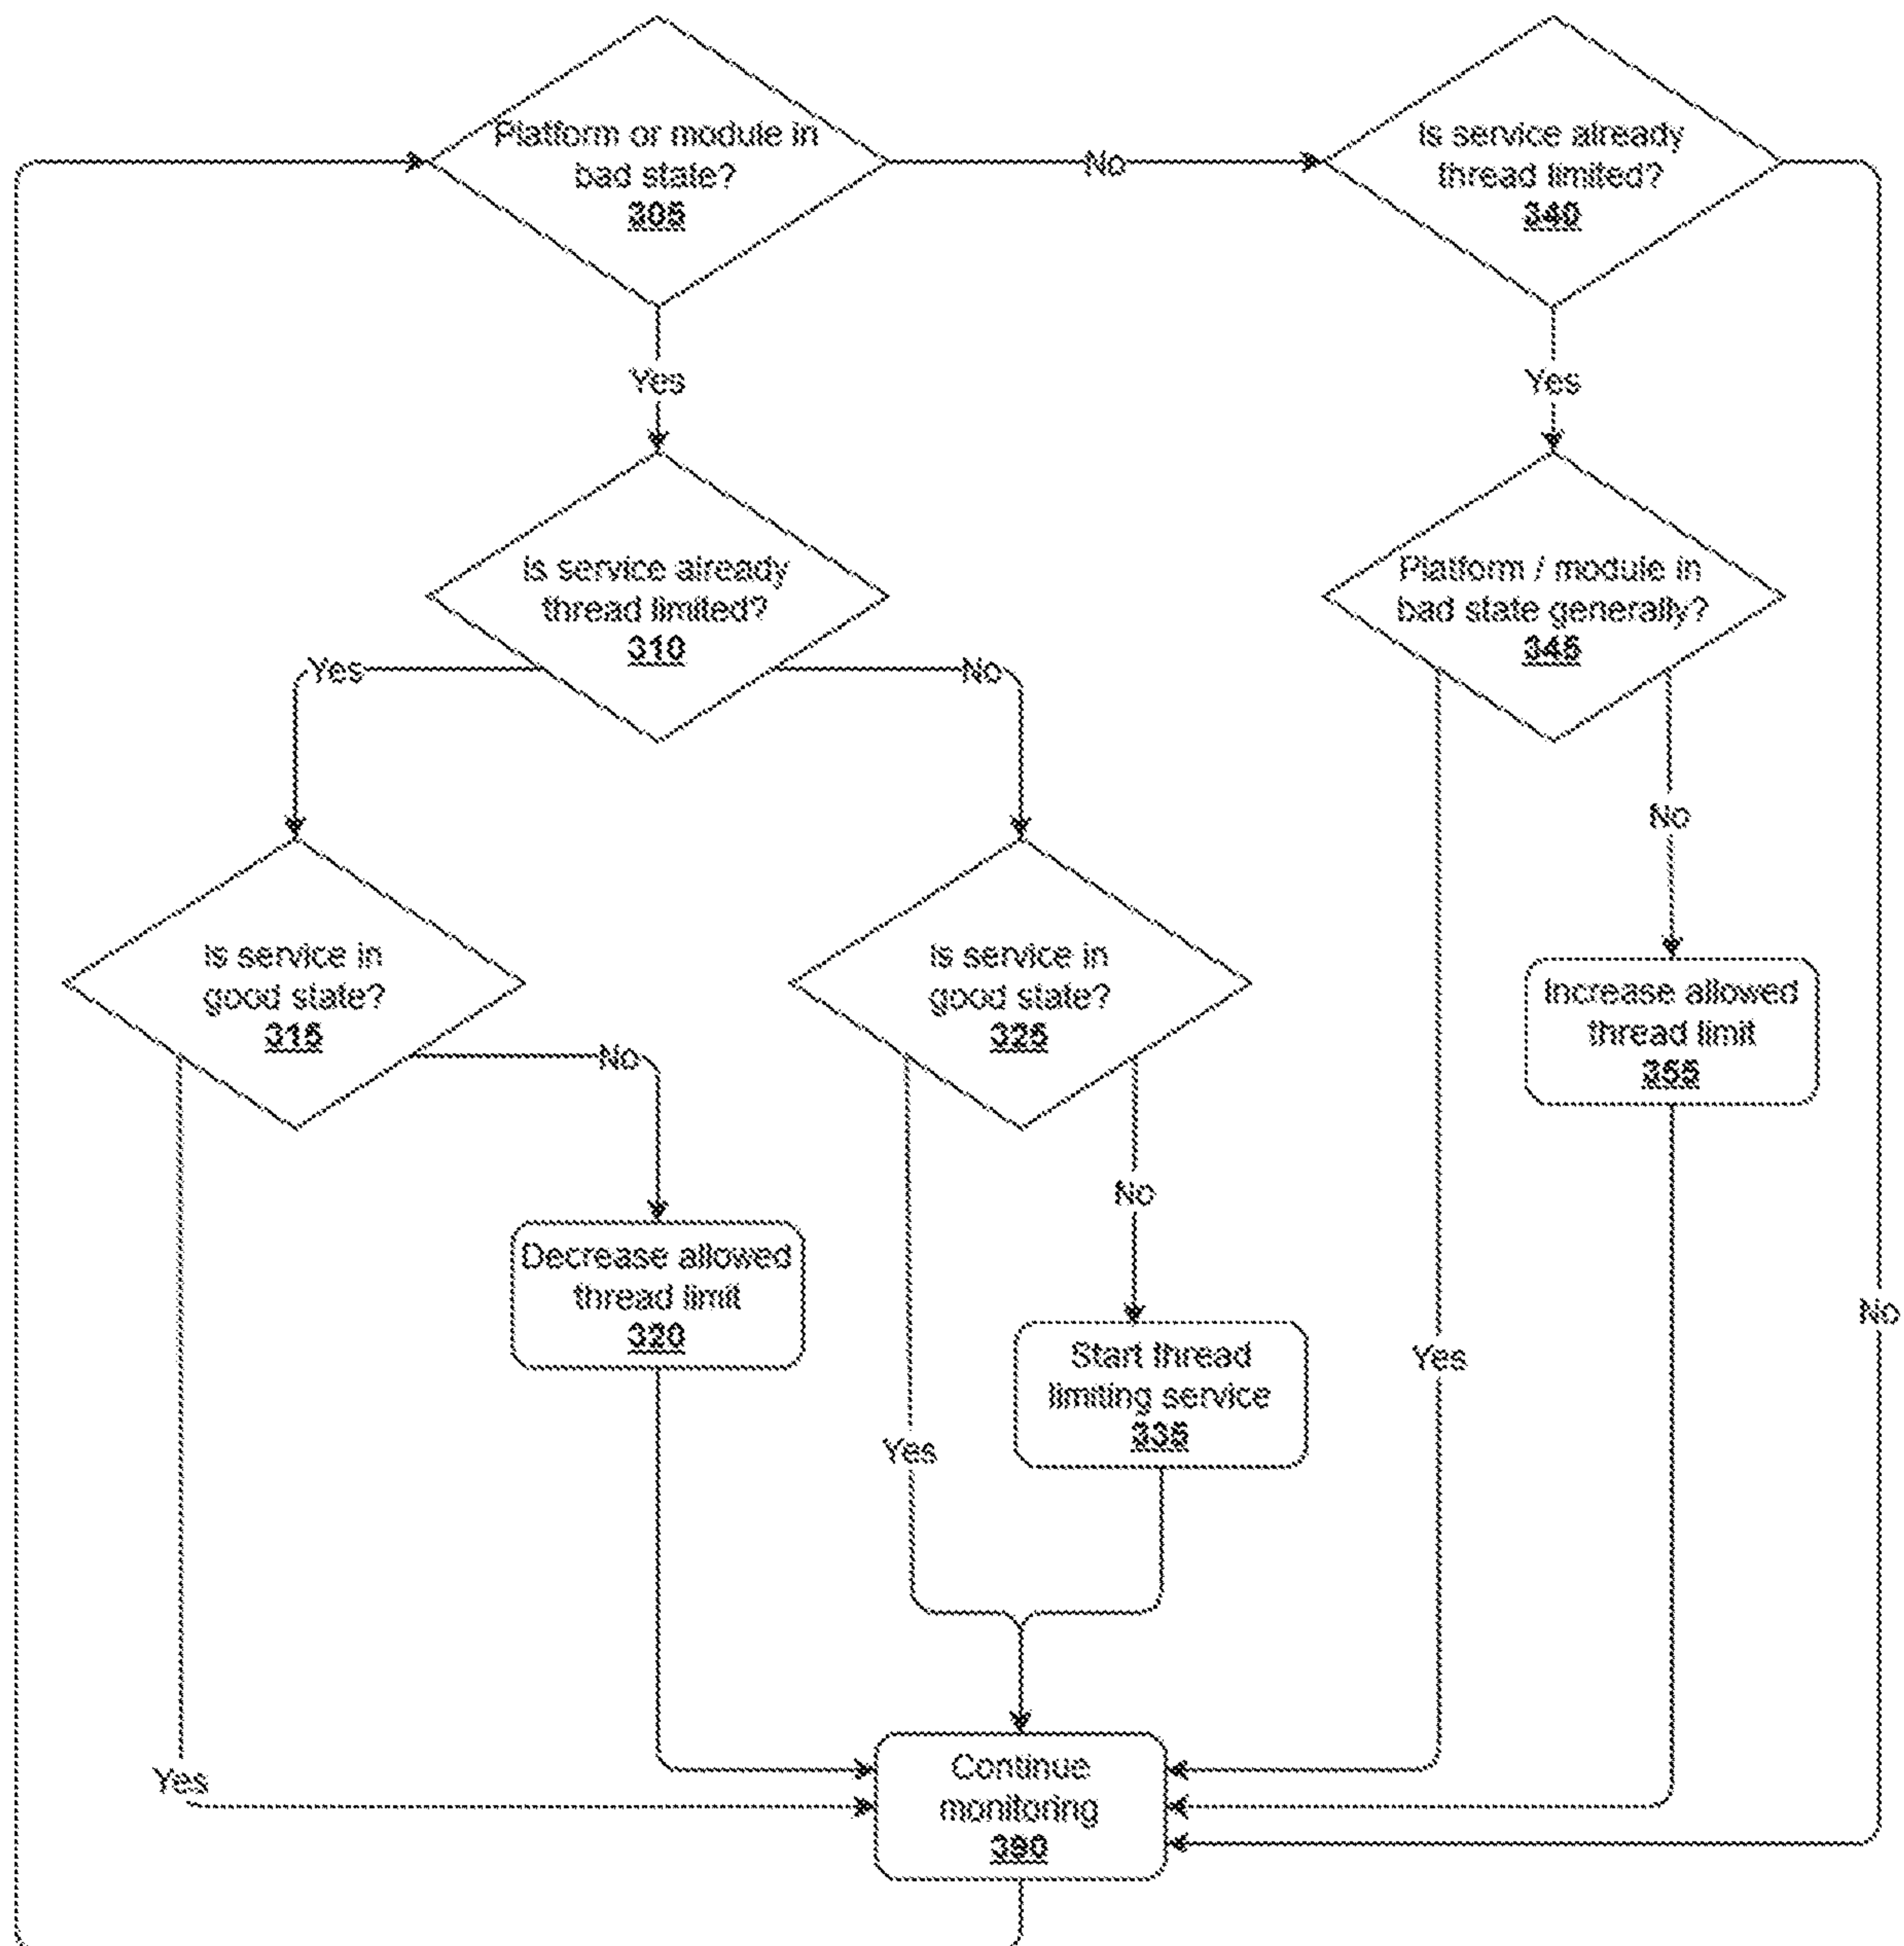 Platform or module in
bad state?
305
No
Is service already
thread limited?
340
Yes
Yes
Is service already
thread limited?
310
Platform / module in
bad state generally?
345
Yes
No
No
Is service in
good state?
315
Is service in
good state?
325
Increase allowed
thread limit
355
No
No
Decrease allowed
thread limit
320
Start thread
limiting service
335
No
Yes
Yes
Yes
Continue
monitoring
390